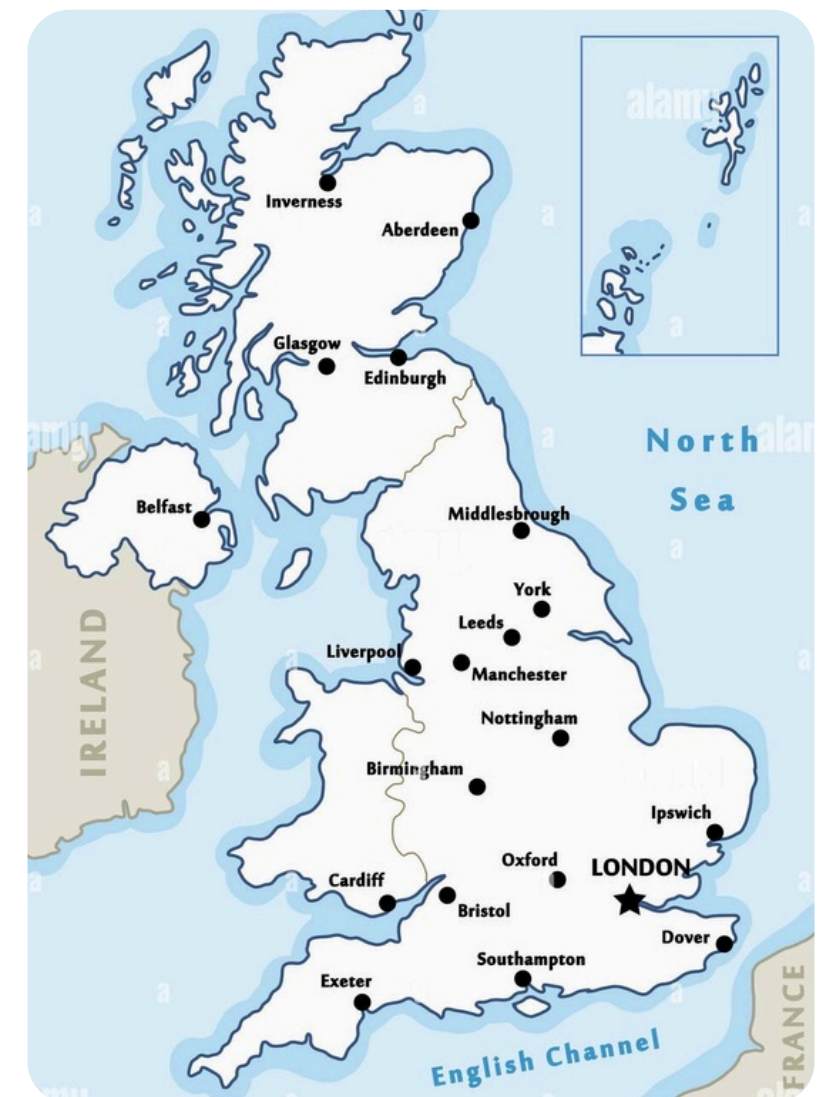 alamy
Inverness
Aberdeen
Glasgow
Edinburgh
North
Sea
Belfast
Middlesbrough
York
Leeds
Liverpool
Manchester
IRELAND
Nottingham
Birmingham
Ipswich
Oxford
LONDON
Cardiff
Bristol
Dover
Southampton
Exeter
FRANCE
English Channel